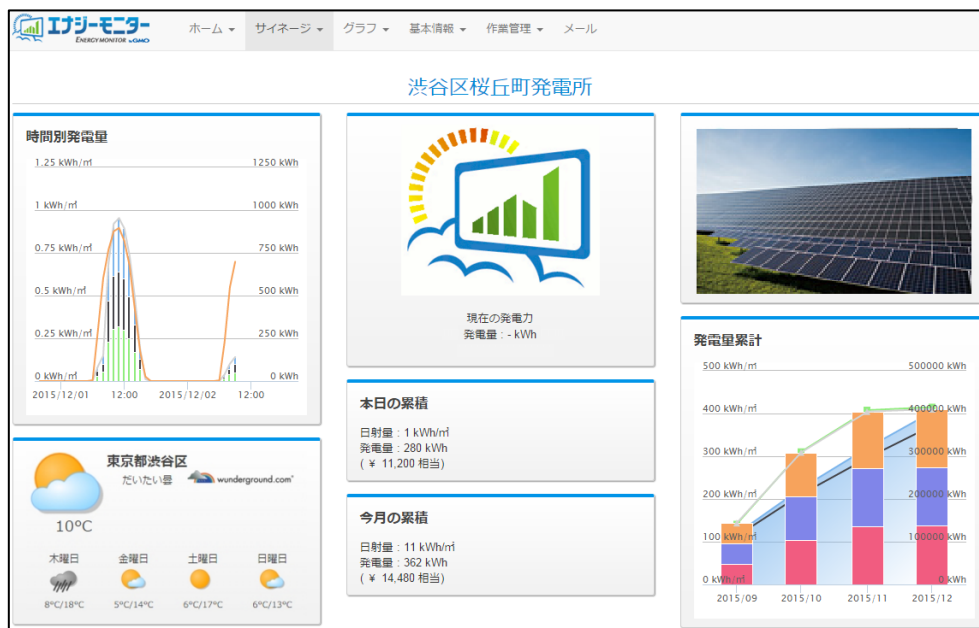 エナジーモニター
ENERGY MONITOR byGMO
ホーム サイネージ グラフ 基本情報 作業管理 メール
渋谷区桜丘町発電所
時間別発電量
1.25 kWh/㎡ 1250 kWh
1 kWh/㎡ 1000 kWh
0.75 kWh/㎡ 750 kWh
0.5 kWh/㎡ 500 kWh
0.25 kWh/㎡ 250 kWh
0 kWh/㎡ 0 kWh
2015/12/01 12:00 2015/12/02 12:00
東京都渋谷区
だいたい曇 wunderground.com
10°C
木曜日 金曜日 土曜日 日曜日
8°C/18°C 5°C/14°C 6°C/17°C 6°C/13°C
現在の発電力
発電量 : - kWh
本日の累積
日射量 : 1 kWh/㎡
発電量 : 280 kWh
( ¥ 11,200 相当)
今月の累積
日射量 : 11 kWh/㎡
発電量 : 362 kWh
( ¥ 14,480 相当)
発電量累計
500 kWh/㎡ 500000 kWh
400 kWh/㎡ 400000 kWh
300 kWh/㎡ 300000 kWh
200 kWh/㎡ 200000 kWh
100 kWh/㎡ 100000 kWh
0 kWh/㎡ 0 kWh
2015/09 2015/10 2015/11 2015/12